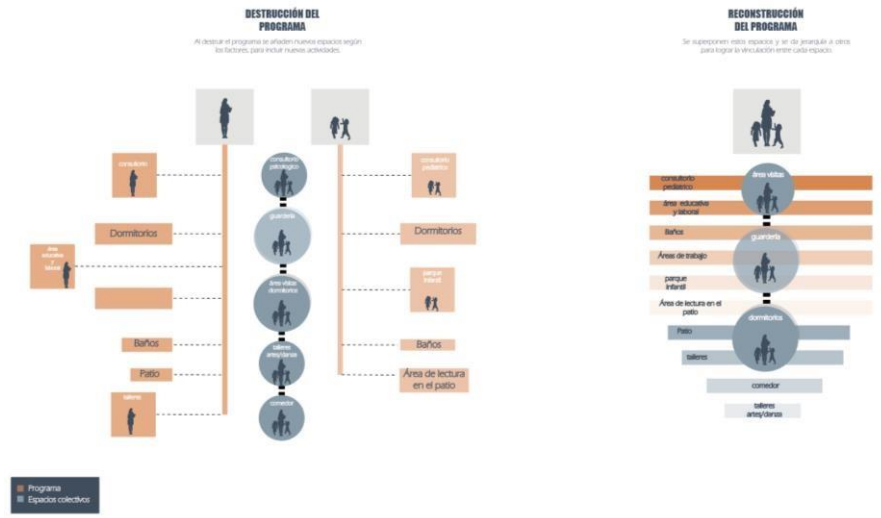 DESTRUCCIÓN DEL
PROGRAMA
Al destruir el programa se añaden nuevos espacios según
los factores, para incluir nuevas actividades.
consultorio
Dormitorios
área
educativa
y
laboral
Baños
Patio
talleres
consultorio
psicologico
guardería
área visitas
dormitorios
talleres
artes/danza
comedor
consultorio
pediatrico
Dormitorios
parque
infantil
Baños
Área de lectura
en el patio
RECONSTRUCCIÓN
DEL PROGRAMA
Se superponen estos espacios y se da jerarquía a otros
para lograr la vinculación entre cada espacio.
consultorio
pediatrico
área educativa
y laboral
Baños
Áreas de trabajo
parque
infantil
Área de lectura en el
patio
Patio
talleres
comedor
talleres
artes/danza
área visitas
guardería
dormitorios
Programa
Espacios colectivos